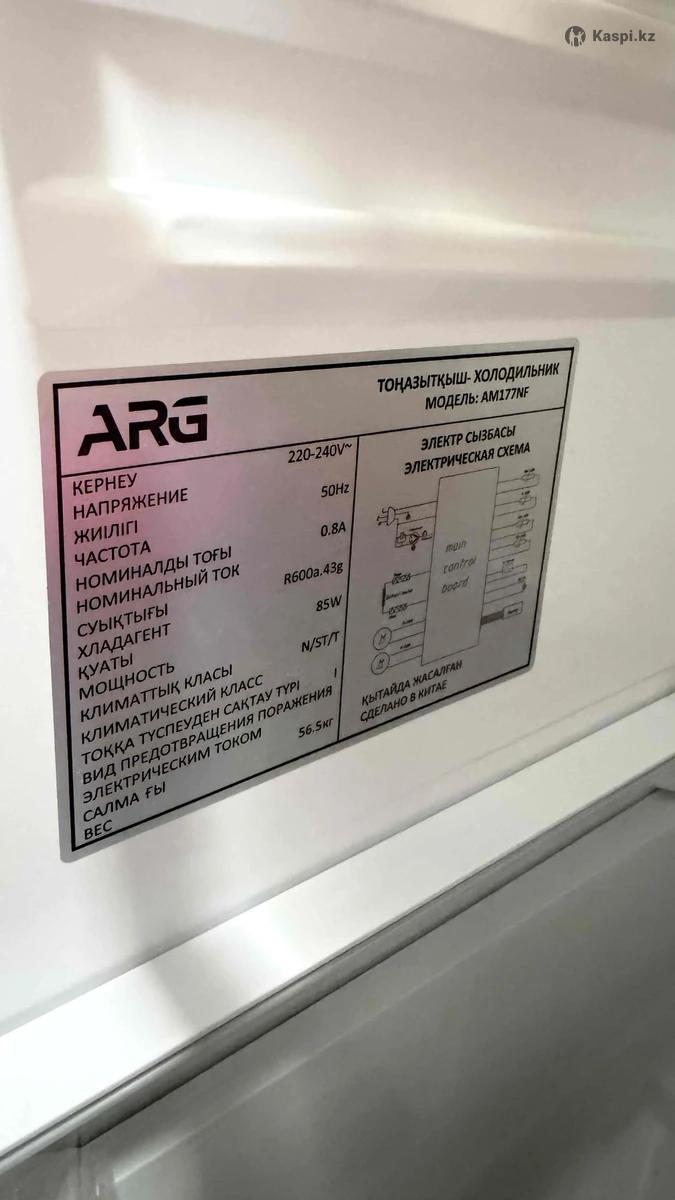 Kaspi.kz
ARG
ТОҢАЗЫТҚЫШ- ХОЛОДИЛЬНИК
МОДЕЛЬ: AM177NF
КЕРНЕУ
НАПРЯЖЕНИЕ
220-240V~
ЖИІЛІГІ
ЧАСТОТА
50Hz
НОМИНАЛДЫ ТОҒЫ
НОМИНАЛЬНЫЙ ТОК
0.8A
СУЫҚТЫҒЫ
ХЛАДАГЕНТ
R600a.43g
ҚУАТЫ
МОЩНОСТЬ
85W
КЛИМАТТЫҚ КЛАСЫ
КЛИМАТИЧЕСКИЙ КЛАСС
N/ST/T
ТОҚҚА ТҮСПЕУДЕН САҚТАУ ТҮРІ
ВИД ПРЕДОТВРАЩЕНИЯ ПОРАЖЕНИЯ
ЭЛЕКТРИЧЕСКИМ ТОКОМ
I
САЛМА ҒЫ
ВЕС
56.5кг
ЭЛЕКТР СЫЗБАСЫ
ЭЛЕКТРИЧЕСКАЯ СХЕМА
main
control
board
M
M
ҚЫТАЙДА ЖАСАЛҒАН
СДЕЛАНО В КИТАЕ